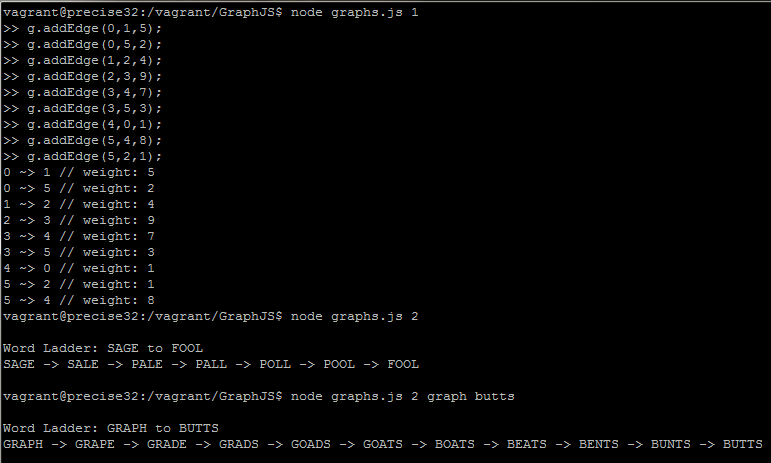 vagrant@precise32:/vagrant/GraphJS$ node graphs.js 1
>> g.addEdge(0,1,5);
>> g.addEdge(0,5,2);
>> g.addEdge(1,2,4);
>> g.addEdge(2,3,9);
>> g.addEdge(3,4,7);
>> g.addEdge(3,5,3);
>> g.addEdge(4,0,1);
>> g.addEdge(5,4,8);
>> g.addEdge(5,2,1);
0 ~> 1 // weight: 5
0 ~> 5 // weight: 2
1 ~> 2 // weight: 4
2 ~> 3 // weight: 9
3 ~> 4 // weight: 7
3 ~> 5 // weight: 3
4 ~> 0 // weight: 1
5 ~> 2 // weight: 1
5 ~> 4 // weight: 8
vagrant@precise32:/vagrant/GraphJS$ node graphs.js 2
Word Ladder: SAGE to FOOL
SAGE -> SALE -> PALE -> PALL -> POLL -> POOL -> FOOL
vagrant@precise32:/vagrant/GraphJS$ node graphs.js 2 graph butts
Word Ladder: GRAPH to BUTTS
GRAPH -> GRAPE -> GRADE -> GRADS -> GOADS -> GOATS -> BOATS -> BEATS -> BENTS -> BUNTS -> BUTTS